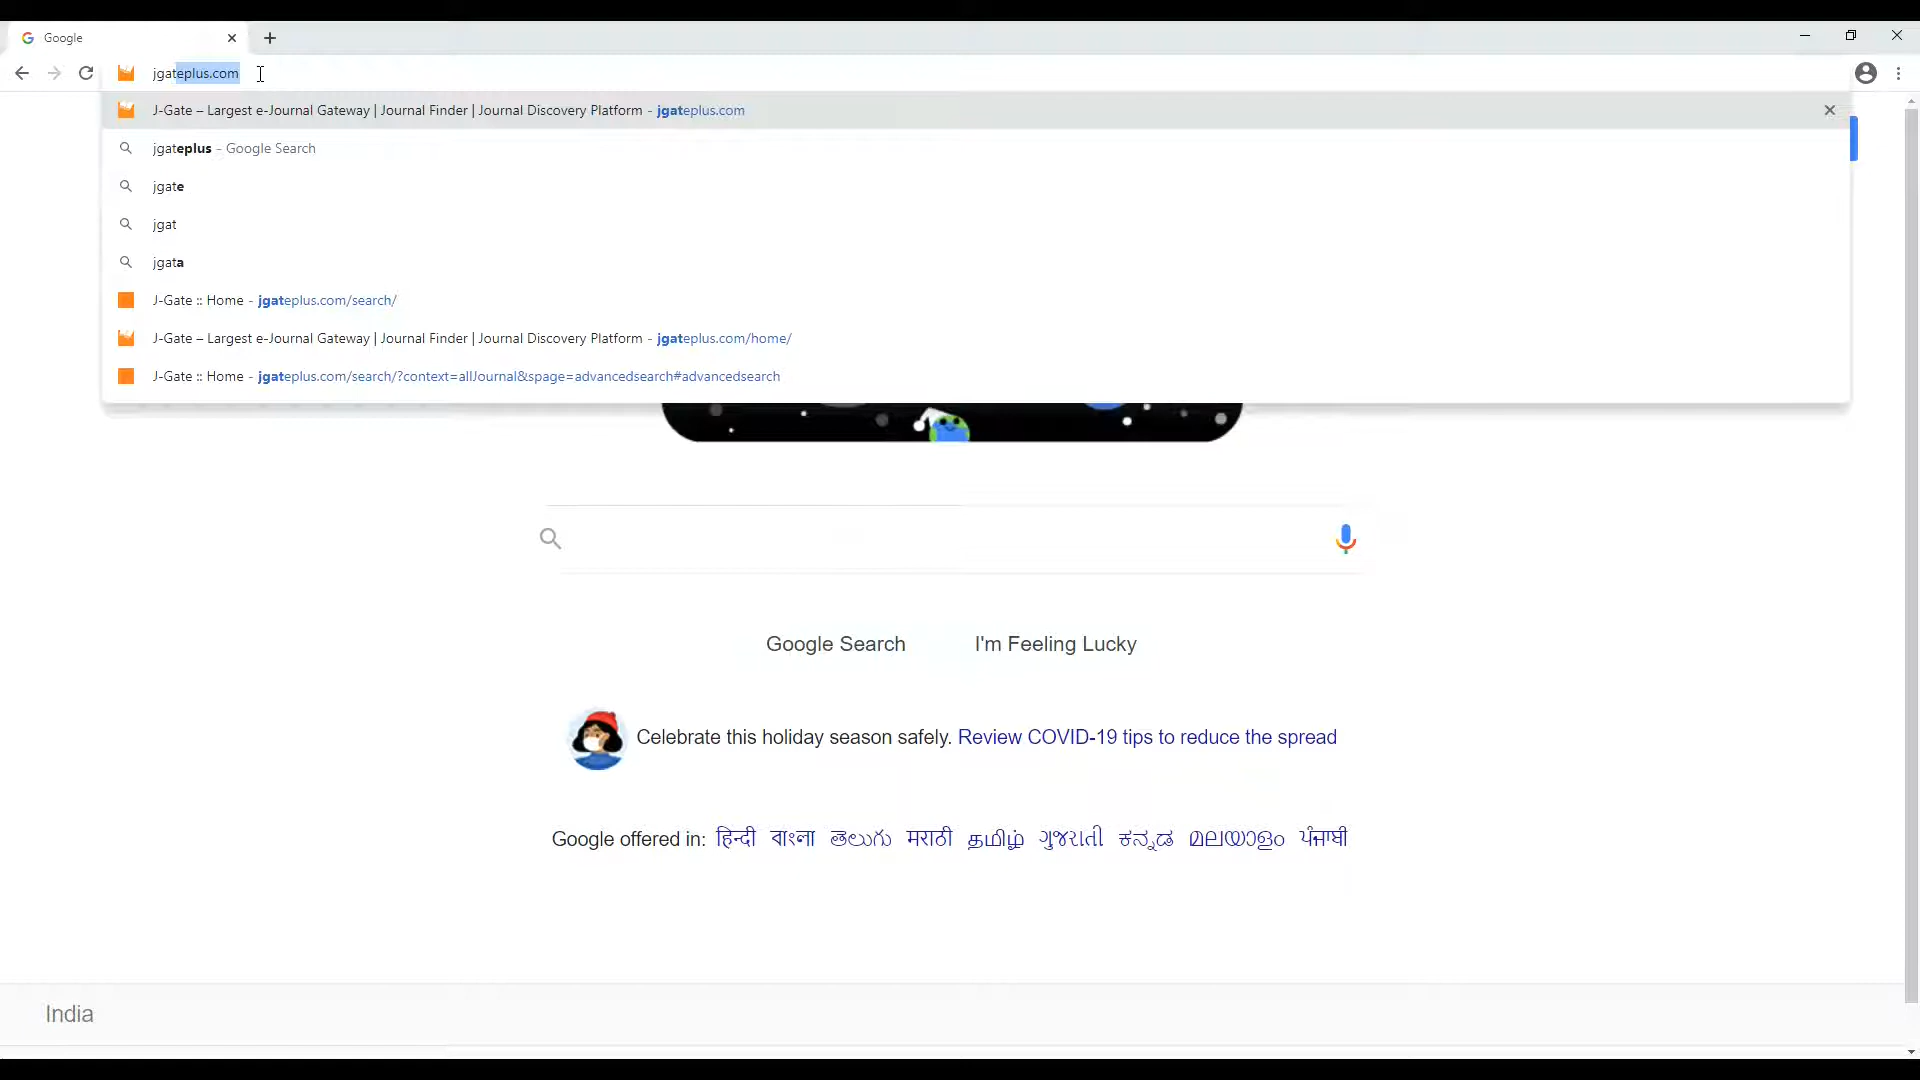 Google
jgateplus.com
J-Gate – Largest e-Journal Gateway | Journal Finder | Journal Discovery Platform - jgateplus.com
jgateplus - Google Search
jgate
jgat
jgata
J-Gate :: Home - jgateplus.com/search/
J-Gate – Largest e-Journal Gateway | Journal Finder | Journal Discovery Platform - jgateplus.com/home/
J-Gate :: Home - jgateplus.com/search/?context=allJournal&spage=advancedsearch#advancedsearch
Google Search I'm Feeling Lucky
Celebrate this holiday season safely. Review COVID-19 tips to reduce the spread
Google offered in: हिन्दी বাংলা తెలుగు मराठी தமிழ் ગુજરાતી ಕನ್ನಡ മലയാളം ਪੰਜਾਬੀ
India